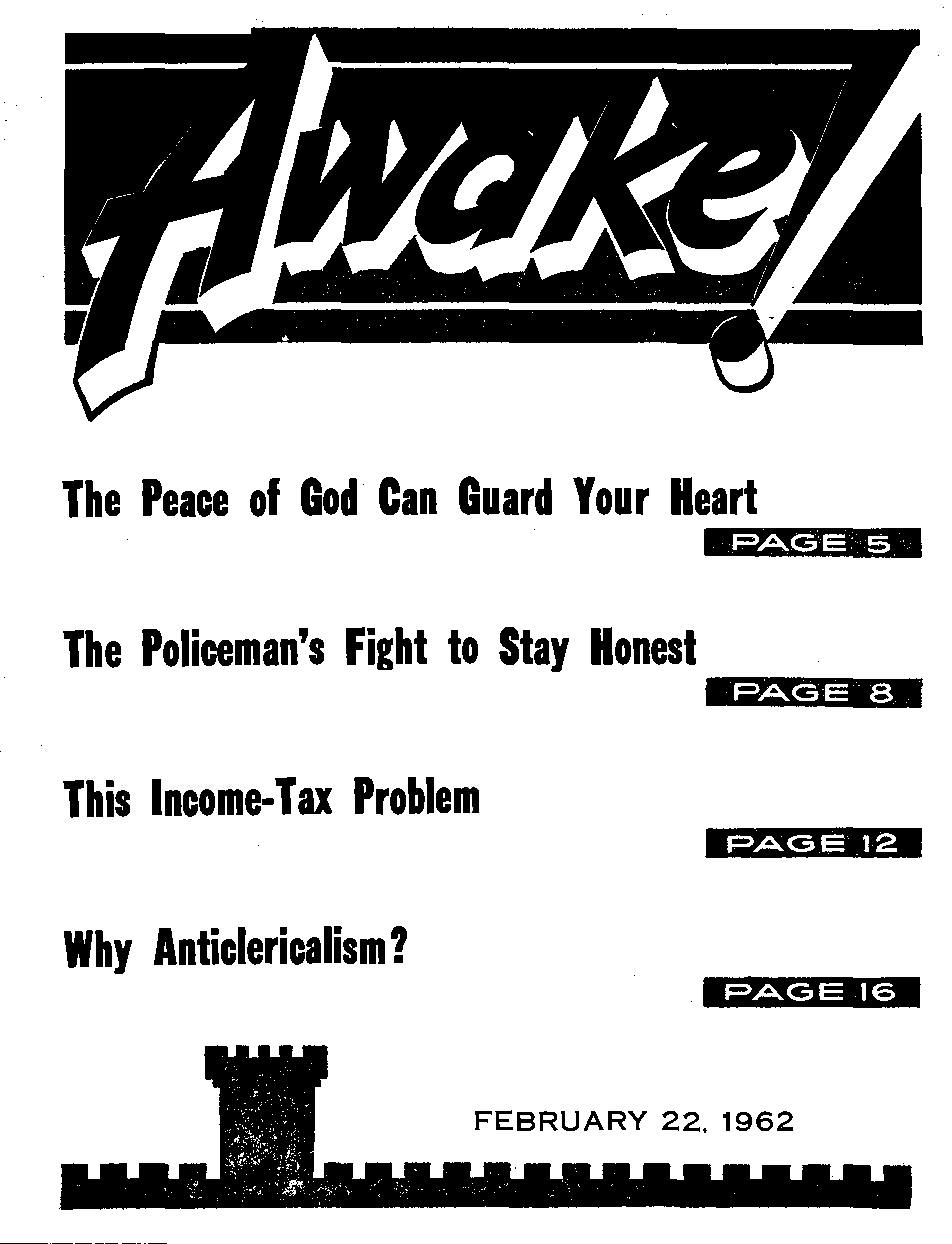 Awake!
The Peace of God Can Guard Your Heart
PAGE 5
The Policeman's Fight to Stay Honest
PAGE 8
This Income-Tax Problem
PAGE 12
Why Anticlericalism?
PAGE 16
FEBRUARY 22, 1962